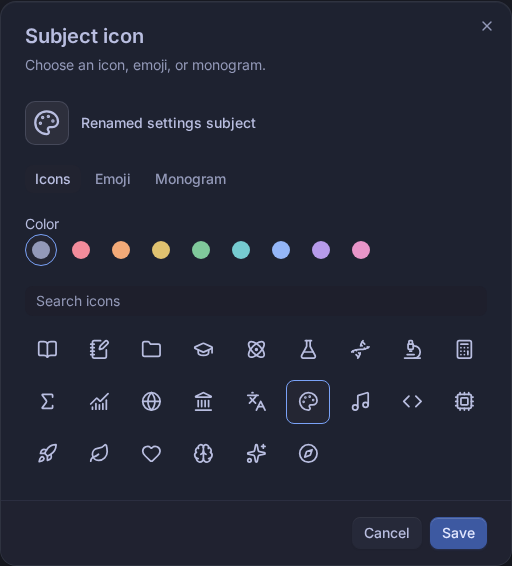 Subject icon
Choose an icon, emoji, or monogram.
Renamed settings subject
Icons Emoji Monogram
Color
Search icons
Cancel Save